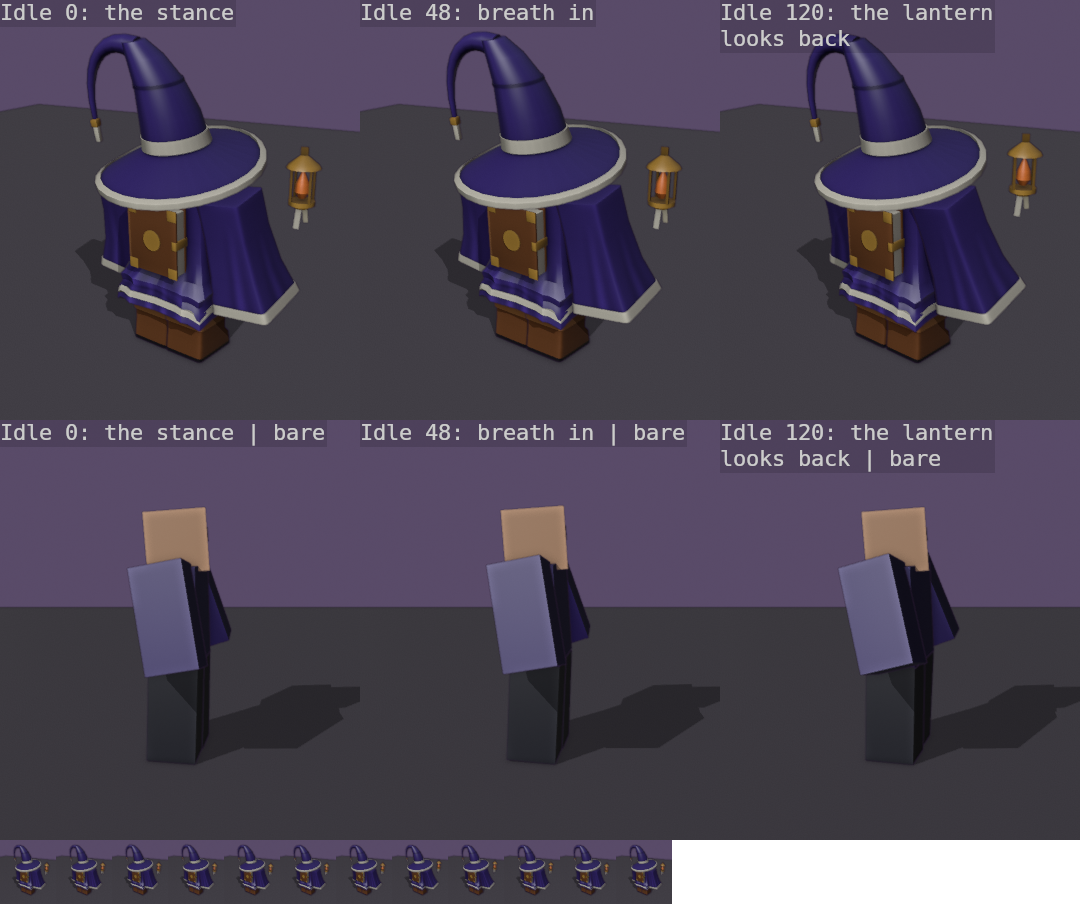 Idle 0: the stance
Idle 48: breath in
Idle 120: the lantern
looks back
Idle 0: the stance | bare
Idle 48: breath in | bare
Idle 120: the lantern
looks back | bare